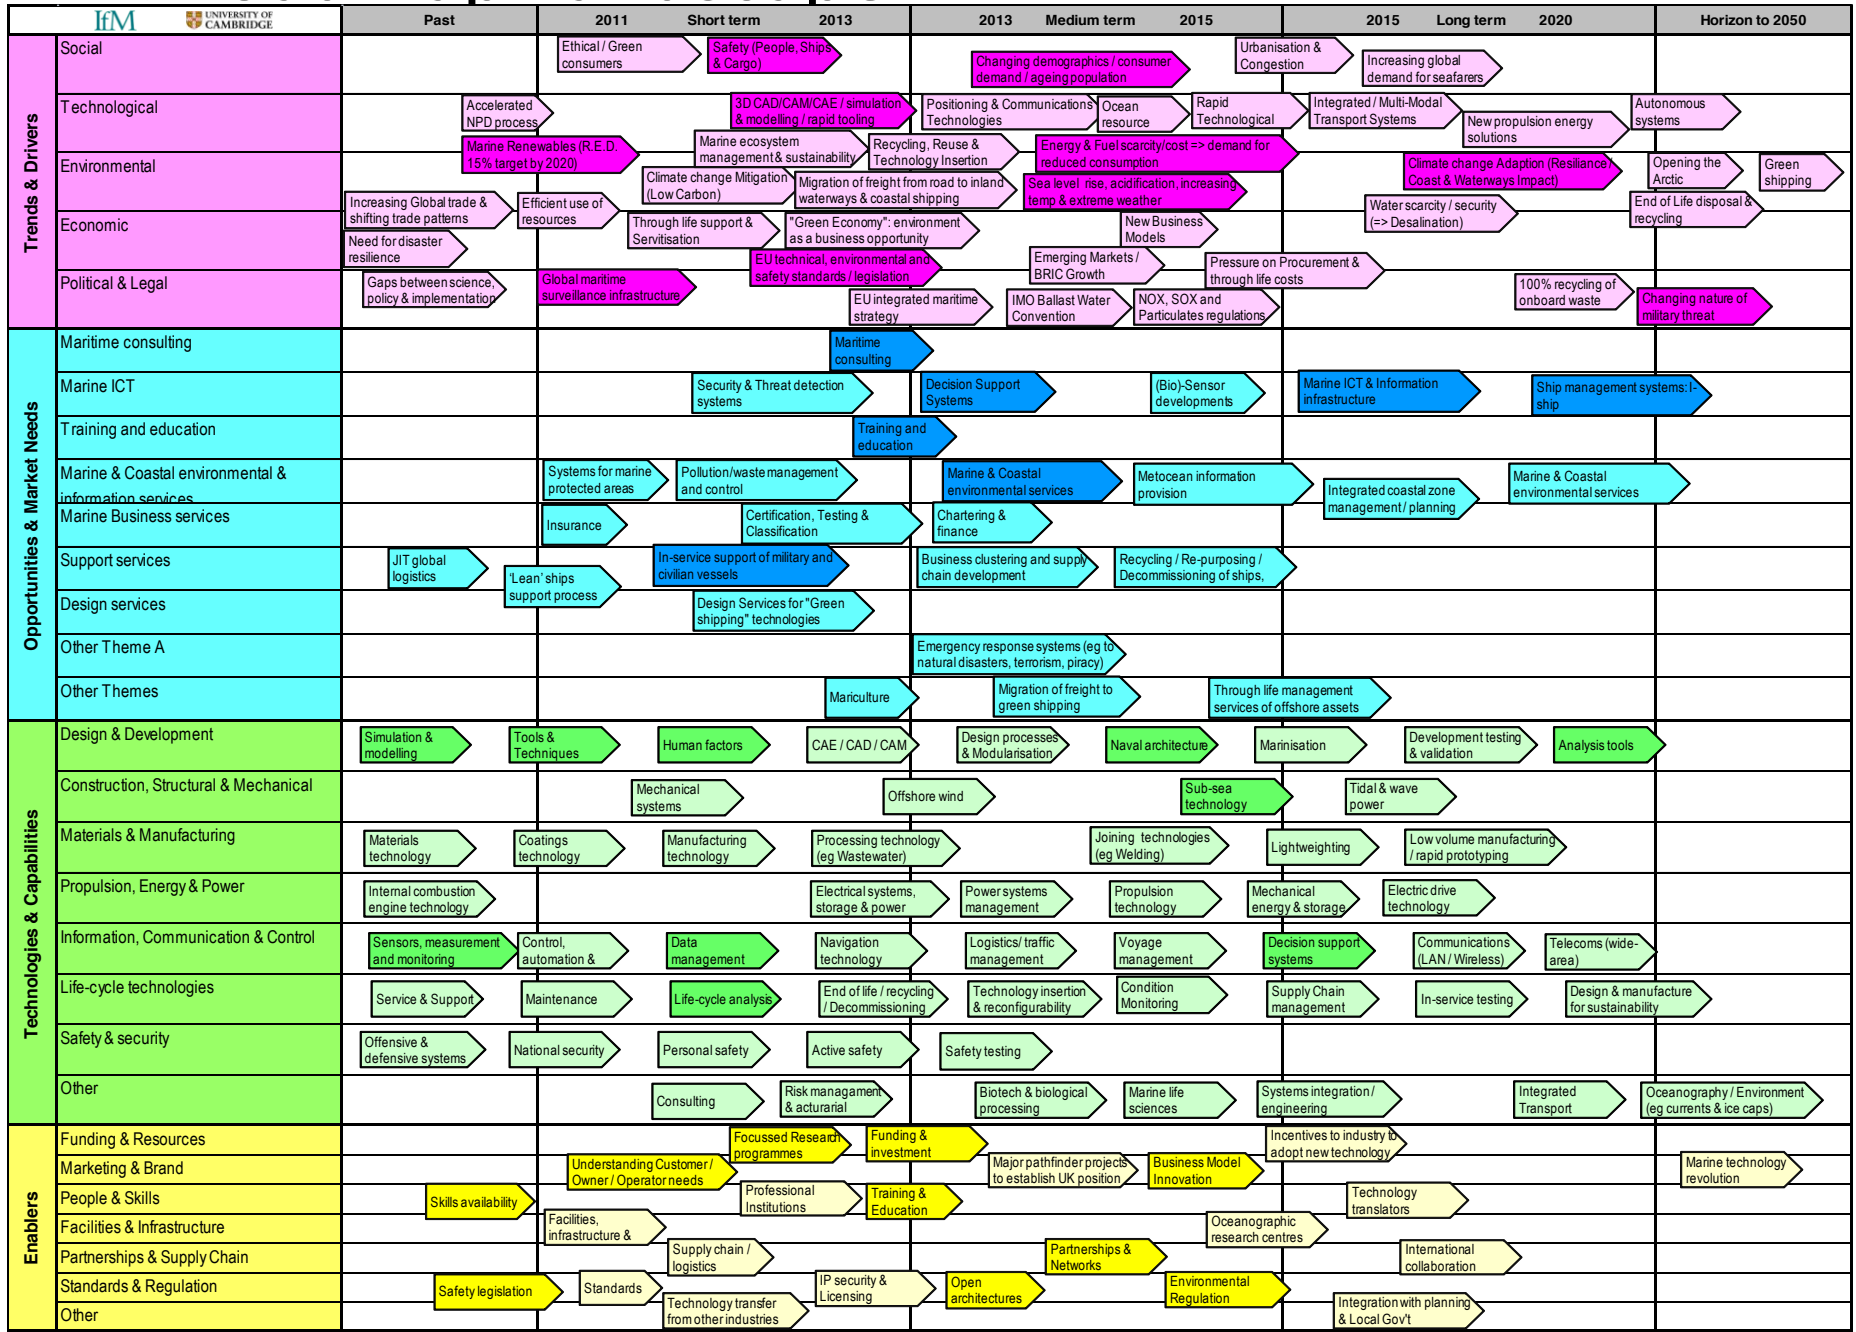 IfM
UNIVERSITY OF
CAMBRIDGE
Past
2011
Short term
2013
2013
Medium term
2015
2015
Long term
2020
Horizon to 2050
Trends & Drivers
Social
Ethical / Green
consumers
Safety (People, Ships
& Cargo)
Changing demographics / consumer
demand / ageing population
Urbanisation &
Congestion
Increasing global
demand for seafarers
Technological
Accelerated
NPD process
3D CAD/CAM/CAE / simulation
& modelling / rapid tooling
Positioning & Communications
Technologies
Ocean
resource
Rapid
Technological
Integrated / Multi-Modal
Transport Systems
New propulsion energy
solutions
Autonomous
systems
Marine Renewables (R.E.D.
15% target by 2020)
Marine ecosystem
management & sustainability
Recycling, Reuse &
Technology Insertion
Energy & Fuel scarcity/cost => demand for
reduced consumption
Environmental
Climate change Mitigation
(Low Carbon)
Migration of freight from road to inland
waterways & coastal shipping
Sea level rise, acidification, increasing
temp & extreme weather
Climate change Adaption (Resiliance /
Coast & Waterways Impact)
Opening the
Arctic
Green
shipping
Increasing Global trade &
shifting trade patterns
Efficient use of
resources
Water scarcity / security
(=> Desalination)
End of Life disposal &
recycling
Economic
Need for disaster
resilience
Through life support &
Servitisation
"Green Economy": environment
as a business opportunity
New Business
Models
EU technical, environmental and
safety standards / legislation
Emerging Markets /
BRIC Growth
Pressure on Procurement &
through life costs
Political & Legal
Gaps between science,
policy & implementation
Global maritime
surveillance infrastructure
EU integrated maritime
strategy
IMO Ballast Water
Convention
NOX, SOX and
Particulates regulations
100% recycling of
onboard waste
Changing nature of
military threat
Opportunities & Market Needs
Maritime consulting
Maritime
consulting
Marine ICT
Security & Threat detection
systems
Decision Support
Systems
(Bio)-Sensor
developments
Marine ICT & Information
infrastructure
Ship management systems: I-
ship
Training and education
Training and
education
Marine & Coastal environmental &
information services
Systems for marine
protected areas
Pollution/waste management
and control
Marine & Coastal
environmental services
Metocean information
provision
Integrated coastal zone
management / planning
Marine & Coastal
environmental services
Marine Business services
Insurance
Certification, Testing &
Classification
Chartering &
finance
Support services
JIT global
logistics
'Lean' ships
support process
In-service support of military and
civilian vessels
Business clustering and supply
chain development
Recycling / Re-purposing /
Decommissioning of ships,
Design services
Design Services for "Green
shipping" technologies
Other Theme A
Emergency response systems (eg to
natural disasters, terrorism, piracy)
Other Themes
Mariculture
Migration of freight to
green shipping
Through life management
services of offshore assets
Technologies & Capabilities
Design & Development
Simulation &
modelling
Tools &
Techniques
Human factors
CAE / CAD / CAM
Design processes
& Modularisation
Naval architecture
Marinisation
Development testing
& validation
Analysis tools
Construction, Structural & Mechanical
Mechanical
systems
Offshore wind
Sub-sea
technology
Tidal & wave
power
Materials & Manufacturing
Materials
technology
Coatings
technology
Manufacturing
technology
Processing technology
(eg Wastewater)
Joining technologies
(eg Welding)
Lightweighting
Low volume manufacturing
/ rapid prototyping
Propulsion, Energy & Power
Internal combustion
engine technology
Electrical systems,
storage & power
Power systems
management
Propulsion
technology
Mechanical
energy & storage
Electric drive
technology
Information, Communication & Control
Sensors, measurement
and monitoring
Control,
automation &
Data
management
Navigation
technology
Logistics/ traffic
management
Voyage
management
Decision support
systems
Communications
(LAN / Wireless)
Telecoms (wide-
area)
Life-cycle technologies
Service & Support
Maintenance
Life-cycle analysis
End of life / recycling
/ Decommissioning
Technology insertion
& reconfigurability
Condition
Monitoring
Supply Chain
management
In-service testing
Design & manufacture
for sustainability
Safety & security
Offensive &
defensive systems
National security
Personal safety
Active safety
Safety testing
Other
Consulting
Risk managament
& acturarial
Biotech & biological
processing
Marine life
sciences
Systems integration /
engineering
Integrated
Transport
Oceanography / Environment
(eg currents & ice caps)
Enablers
Funding & Resources
Focussed Research
programmes
Funding &
investment
Incentives to industry to
adopt new technology
Marketing & Brand
Understanding Customer /
Owner / Operator needs
Major pathfinder projects
to establish UK position
Business Model
Innovation
Marine technology
revolution
People & Skills
Skills availability
Professional
Institutions
Training &
Education
Technology
translators
Facilities & Infrastructure
Facilities,
infrastructure &
Oceanographic
research centres
Partnerships & Supply Chain
Supply chain /
logistics
Partnerships &
Networks
International
collaboration
Standards & Regulation
Safety legislation
Standards
IP security &
Licensing
Open
architectures
Environmental
Regulation
Other
Technology transfer
from other industries
Integration with planning
& Local Gov't